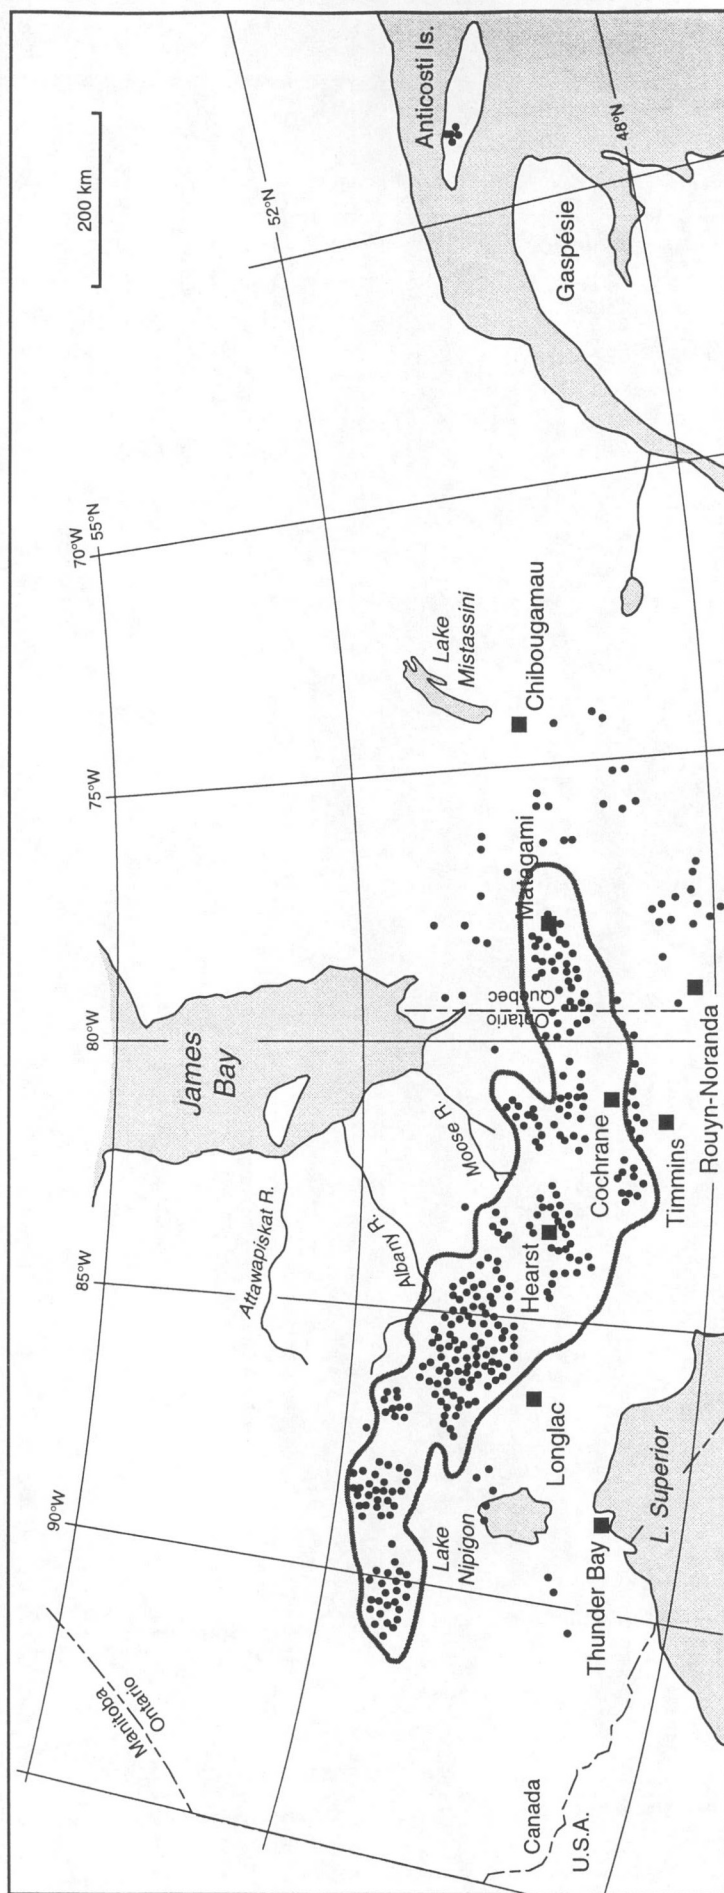 90°W
85°W
80°W
75°W
70°W
55°N
200 km
52°N
48°N
Manitoba
Ontario
Attawapiskat R.
Albany R.
Moose R.
James
Bay
Lake
Mistassini
Chibougamau
Anticosti Is.
Gaspésie
Matagami
Ontario
Québec
Hearst
Cochrane
Timmins
Rouyn-Noranda
Longlac
Lake
Nipigon
Thunder Bay
L. Superior
Canada
U.S.A.